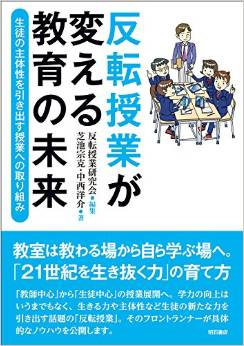 反転授業が
変える
教育の未来
生徒の主体性を引き出す授業への取り組み
反転授業研究会・編集
芝池宗克・中西洋介・著
教室は教わる場から自ら学ぶ場へ。
「21世紀を生き抜く力」の育て方
「教師中心」から「生徒中心」の授業展開へ。学力の向上は
いうまでもなく、生きる力や主体性など生徒の新たな力を
引き出す話題の「反転授業」。そのフロントランナーが具体
的なノウハウを公開します。
明石書店